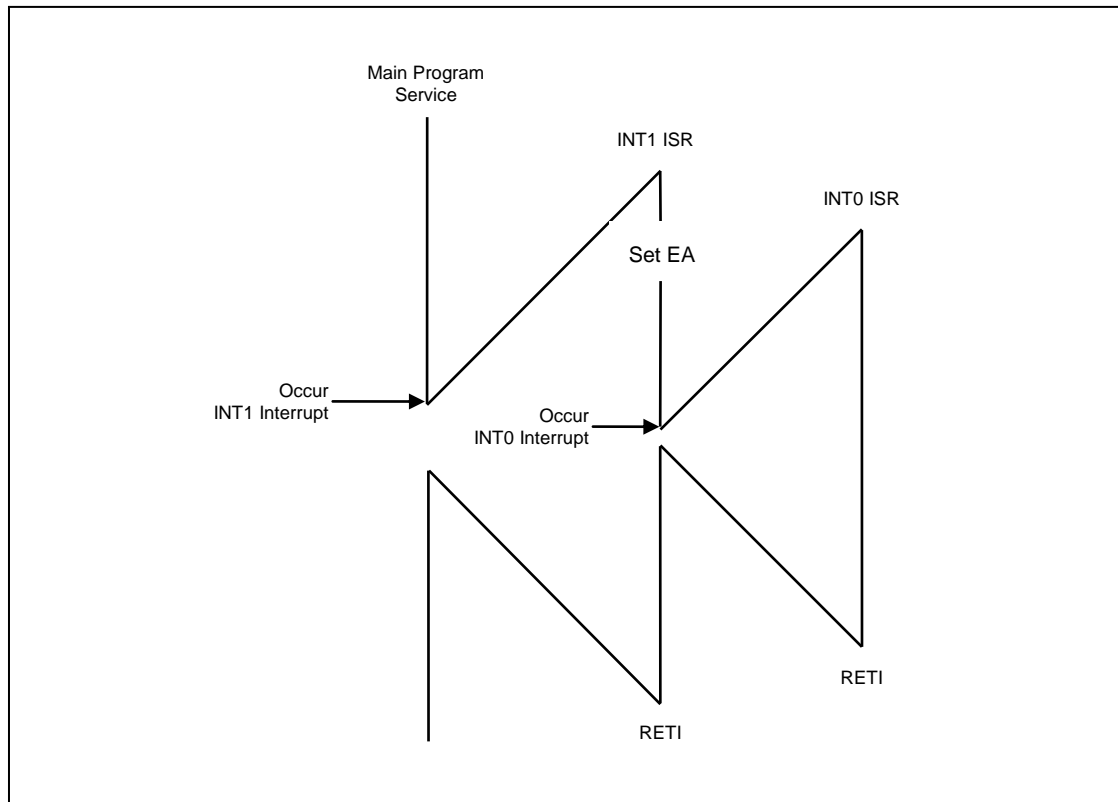 Main Program
Service
INT1 ISR
INT0 ISR
Set EA
Occur
INT1 Interrupt
Occur
INT0 Interrupt
RETI
RETI